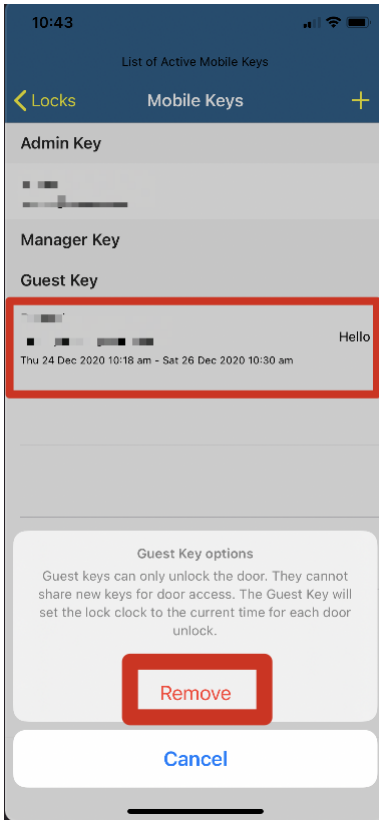 10:43
List of Active Mobile Keys
Locks
Mobile Keys
+
Admin Key
Manager Key
Guest Key
Hello
Thu 24 Dec 2020 10:18 am - Sat 26 Dec 2020 10:30 am
Guest Key options
Guest keys can only unlock the door. They cannot
share new keys for door access. The Guest Key will
set the lock clock to the current time for each door
unlock.
Remove
Cancel